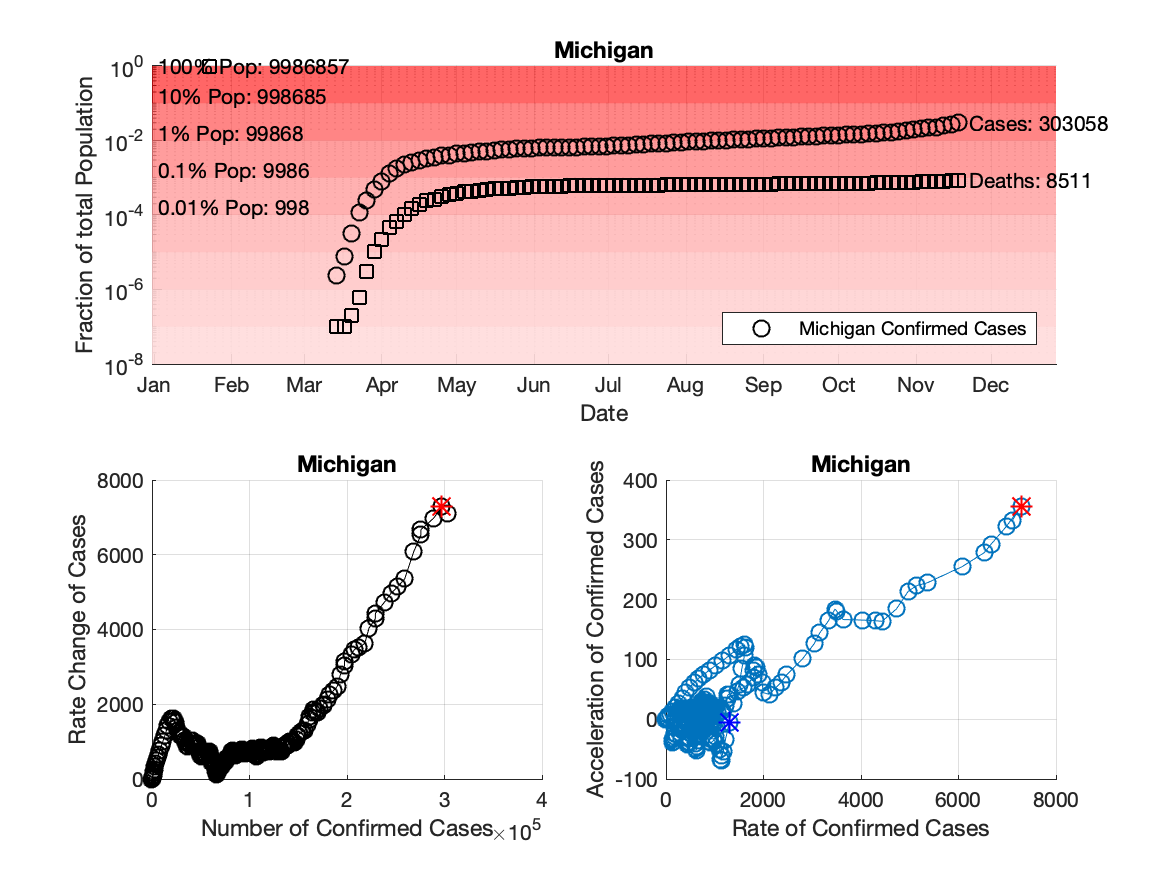 Michigan
10^0
10^-2
10^-4
10^-6
10^-8
Fraction of total Population
100% Pop: 9986857
10% Pop: 998685
1% Pop: 99868
0.1% Pop: 9986
0.01% Pop: 998
Cases: 303058
Deaths: 8511
Michigan Confirmed Cases
Jan Feb Mar Apr May Jun Jul Aug Sep Oct Nov Dec
Date
Michigan
8000
6000
4000
2000
0
Rate Change of Cases
0 1 2 3 4
Number of Confirmed Cases ×10^5
Michigan
400
300
200
100
0
-100
Acceleration of Confirmed Cases
0 2000 4000 6000 8000
Rate of Confirmed Cases